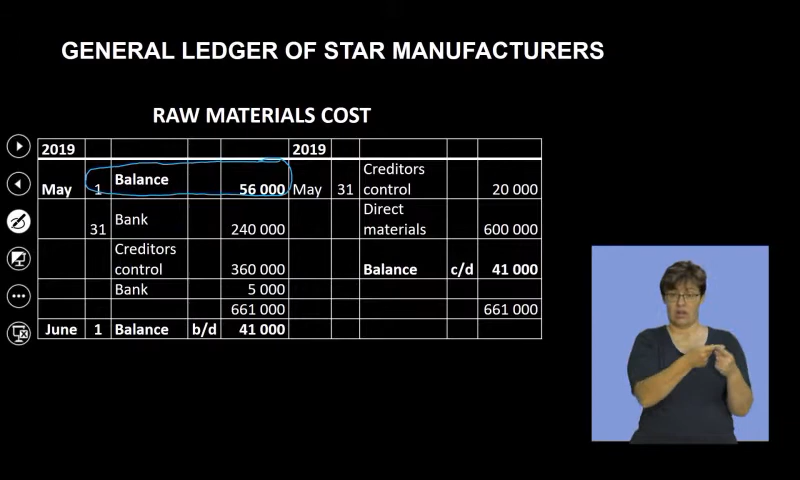 GENERAL LEDGER OF STAR MANUFACTURERS
RAW MATERIALS COST
2019 2019
May 1 Balance 56 000 May 31 Creditors control 20 000
31 Bank 240 000 Direct materials 600 000
Creditors control 360 000 Balance c/d 41 000
Bank 5 000
661 000 661 000
June 1 Balance b/d 41 000